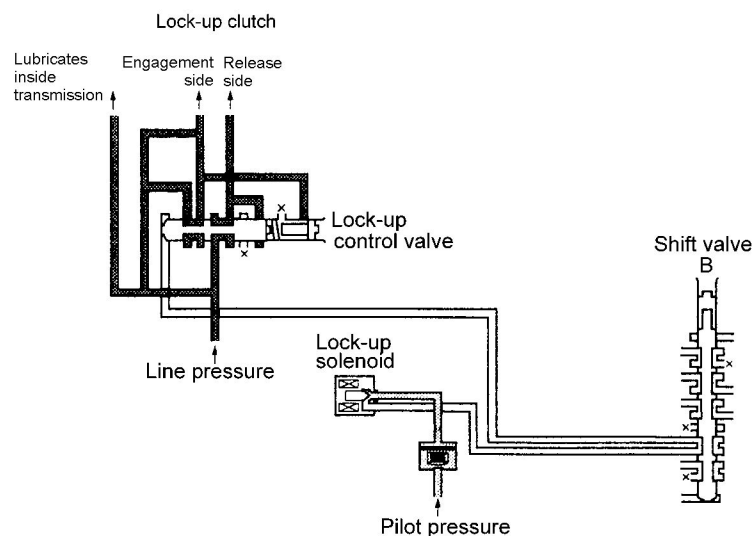 Lock-up clutch
Lubricates
inside
transmission
Engagement
side
Release
side
Lock-up
control valve
Shift valve
B
Lock-up
solenoid
Line pressure
Pilot pressure